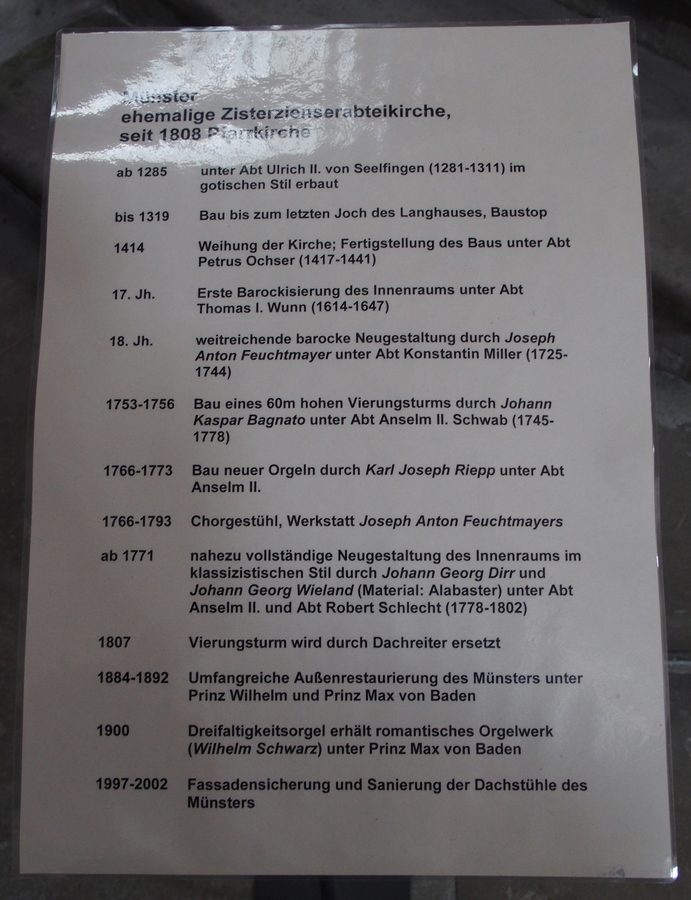 Münster
ehemalige Zisterzienserabteikirche,
seit 1808 Pfarrkirche
ab 1285 unter Abt Ulrich II. von Seelfingen (1281-1311) im
gotischen Stil erbaut
bis 1319 Bau bis zum letzten Joch des Langhauses, Baustop
1414 Weihung der Kirche; Fertigstellung des Baus unter Abt
Petrus Ochser (1417-1441)
17. Jh. Erste Barockisierung des Innenraums unter Abt
Thomas I. Wunn (1614-1647)
18. Jh. weitreichende barocke Neugestaltung durch Joseph
Anton Feuchtmayer unter Abt Konstantin Miller (1725-
1744)
1753-1756 Bau eines 60m hohen Vierungsturms durch Johann
Kaspar Bagnato unter Abt Anselm II. Schwab (1745-
1778)
1766-1773 Bau neuer Orgeln durch Karl Joseph Riepp unter Abt
Anselm II.
1766-1793 Chorgestühl, Werkstatt Joseph Anton Feuchtmayers
ab 1771 nahezu vollständige Neugestaltung des Innenraums im
klassizistischen Stil durch Johann Georg Dirr und
Johann Georg Wieland (Material: Alabaster) unter Abt
Anselm II. und Abt Robert Schlecht (1778-1802)
1807 Vierungsturm wird durch Dachreiter ersetzt
1884-1892 Umfangreiche Außenrestaurierung des Münsters unter
Prinz Wilhelm und Prinz Max von Baden
1900 Dreifaltigkeitsorgel erhält romantisches Orgelwerk
(Wilhelm Schwarz) unter Prinz Max von Baden
1997-2002 Fassadensicherung und Sanierung der Dachstühle des
Münsters